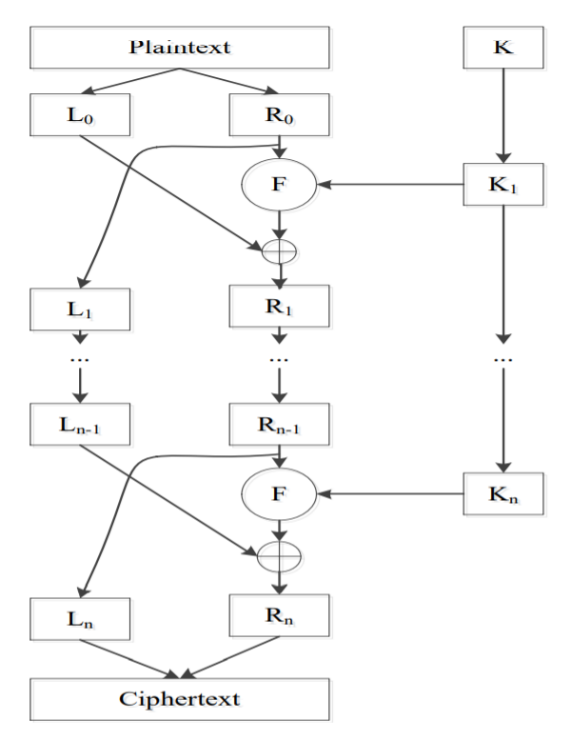 Plaintext K
L₀ R₀
F K₁
L₁ R₁
... ... ...
Lₙ₋₁ Rₙ₋₁
F Kₙ
Lₙ Rₙ
Ciphertext